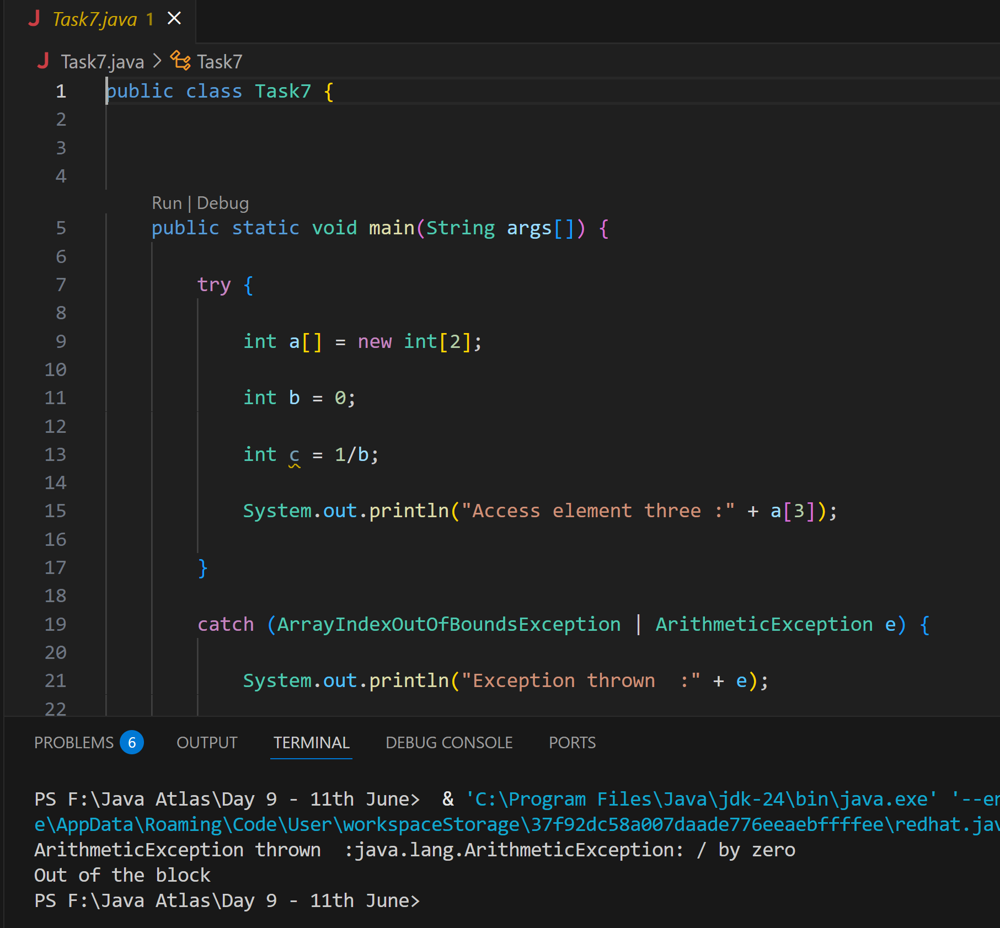 Task7.java 1
Task7.java > Task7
1 public class Task7 {
2
3
4
Run | Debug
5 public static void main(String args[]) {
6
7 try {
8
9 int a[] = new int[2];
10
11 int b = 0;
12
13 int c = 1/b;
14
15 System.out.println("Access element three :" + a[3]);
16
17 }
18
19 catch (ArrayIndexOutOfBoundsException | ArithmeticException e) {
20
21 System.out.println("Exception thrown  :" + e);
22
PROBLEMS 6 OUTPUT TERMINAL DEBUG CONSOLE PORTS
PS F:\Java Atlas\Day 9 - 11th June>  & 'C:\Program Files\Java\jdk-24\bin\java.exe' '--en
e\AppData\Roaming\Code\User\workspaceStorage\37f92dc58a007daade776eeaebffffee\redhat.jav
ArithmeticException thrown  :java.lang.ArithmeticException: / by zero
Out of the block
PS F:\Java Atlas\Day 9 - 11th June>